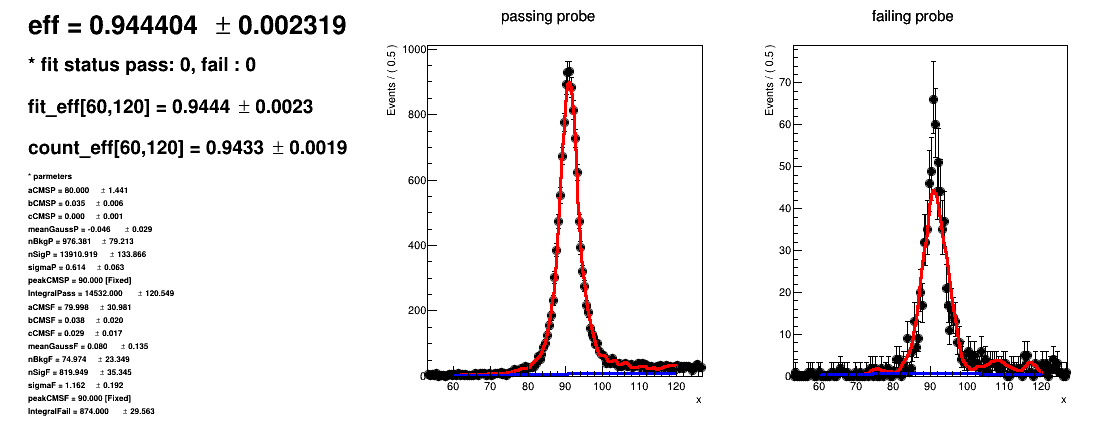 eff = 0.944404 ± 0.002319
* fit status pass: 0, fail : 0
fit_eff[60,120] = 0.9444 ± 0.0023
count_eff[60,120] = 0.9433 ± 0.0019
* parmeters
aCMSP = 80.000 ± 1.441
bCMSP = 0.035 ± 0.006
cCMSP = 0.000 ± 0.001
meanGaussP = -0.046 ± 0.029
nBkgP = 976.381 ± 79.213
nSigP = 13910.919 ± 133.866
sigmaP = 0.614 ± 0.063
peakCMSP = 90.000 [Fixed]
IntegralPass = 14532.000 ± 120.549
aCMSF = 79.998 ± 30.981
bCMSF = 0.038 ± 0.020
cCMSF = 0.029 ± 0.017
meanGaussF = 0.080 ± 0.135
nBkgF = 74.974 ± 23.349
nSigF = 819.949 ± 35.345
sigmaF = 1.162 ± 0.192
peakCMSF = 90.000 [Fixed]
IntegralFail = 874.000 ± 29.563
passing probe
Events / ( 0.5 )
1000
800
600
400
200
0
60 70 80 90 100 110 120
x
failing probe
Events / ( 0.5 )
70
60
50
40
30
20
10
0
60 70 80 90 100 110 120
x